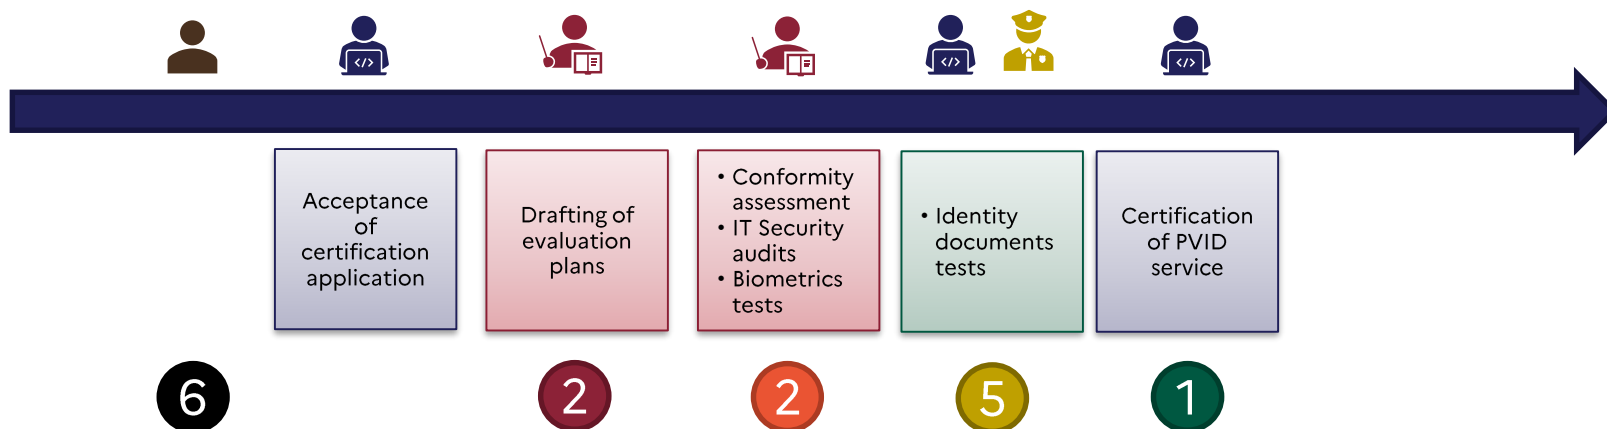 </>
</>
</>
Acceptance
of
certification
application
Drafting of
evaluation
plans
• Conformity
assessment
• IT Security
audits
• Biometrics
tests
• Identity
documents
tests
Certification
of PVID
service
6
2
2
5
1